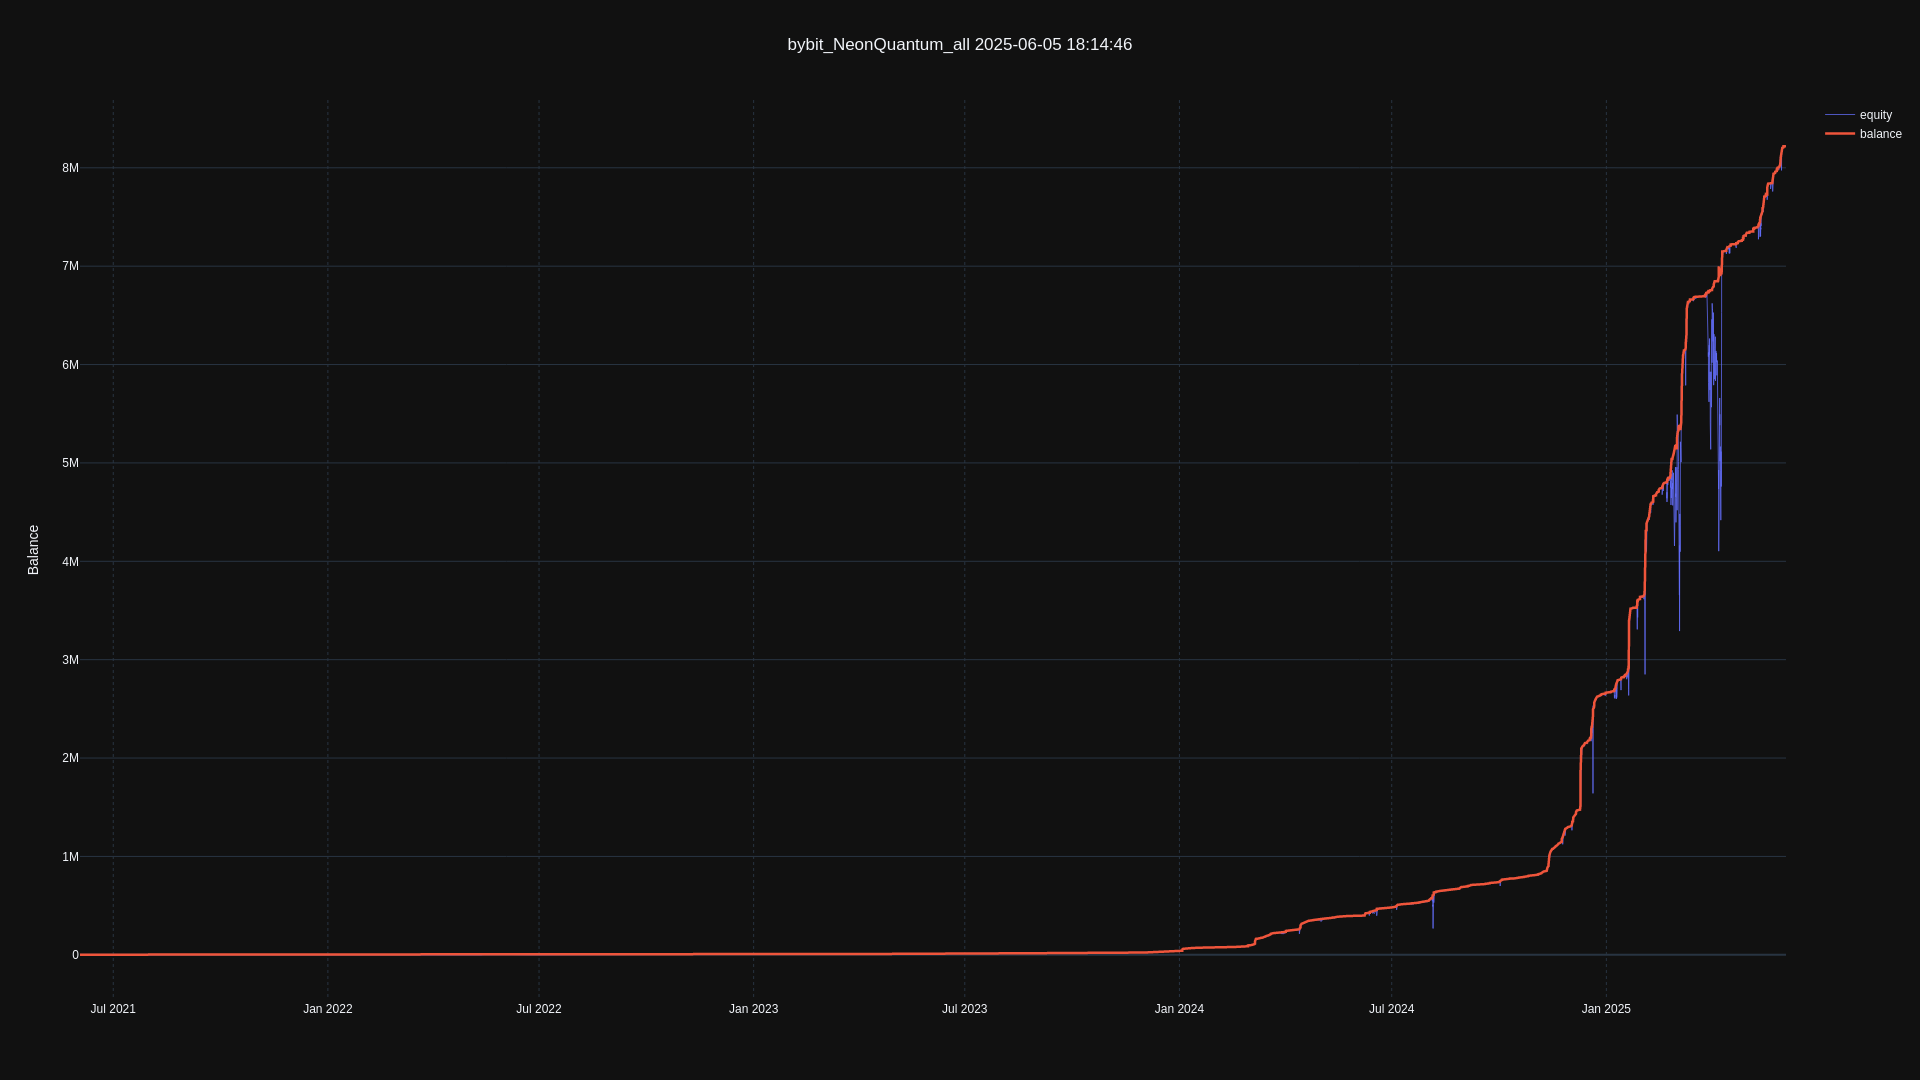 bybit_NeonQuantum_all 2025-06-05 18:14:46
equity
balance
8M
7M
6M
5M
4M
3M
2M
1M
0
Balance
Jul 2021
Jan 2022
Jul 2022
Jan 2023
Jul 2023
Jan 2024
Jul 2024
Jan 2025